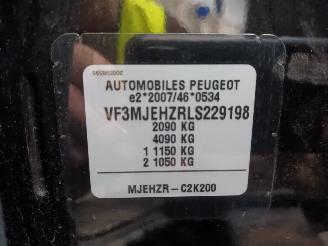 AUTOMOBILES PEUGEOT
e2*2007/46*0534
VF3MJEHZRLS229198
2090 KG
4090 KG
1 1150 KG
2 1050 KG
MJEHZR-C2K200